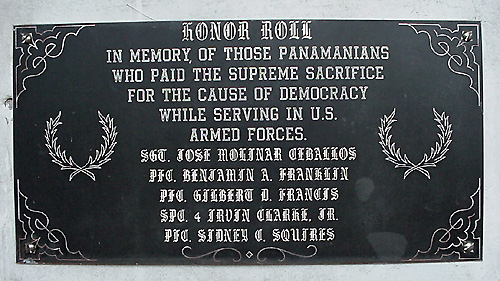 HONOR ROLL
IN MEMORY, OF THOSE PANAMANIANS
WHO PAID THE SUPREME SACRIFICE
FOR THE CAUSE OF DEMOCRACY
WHILE SERVING IN U.S.
ARMED FORCES.
SGT. JOSE MOLINAR CEBALLOS
PFC. BENJAMIN A. FRANKLIN
PFC. GILBERT D. FRANCIS
SPC. 4 IRVIN CLARKE, JR.
PFC. SIDNEY C. SQUIRES